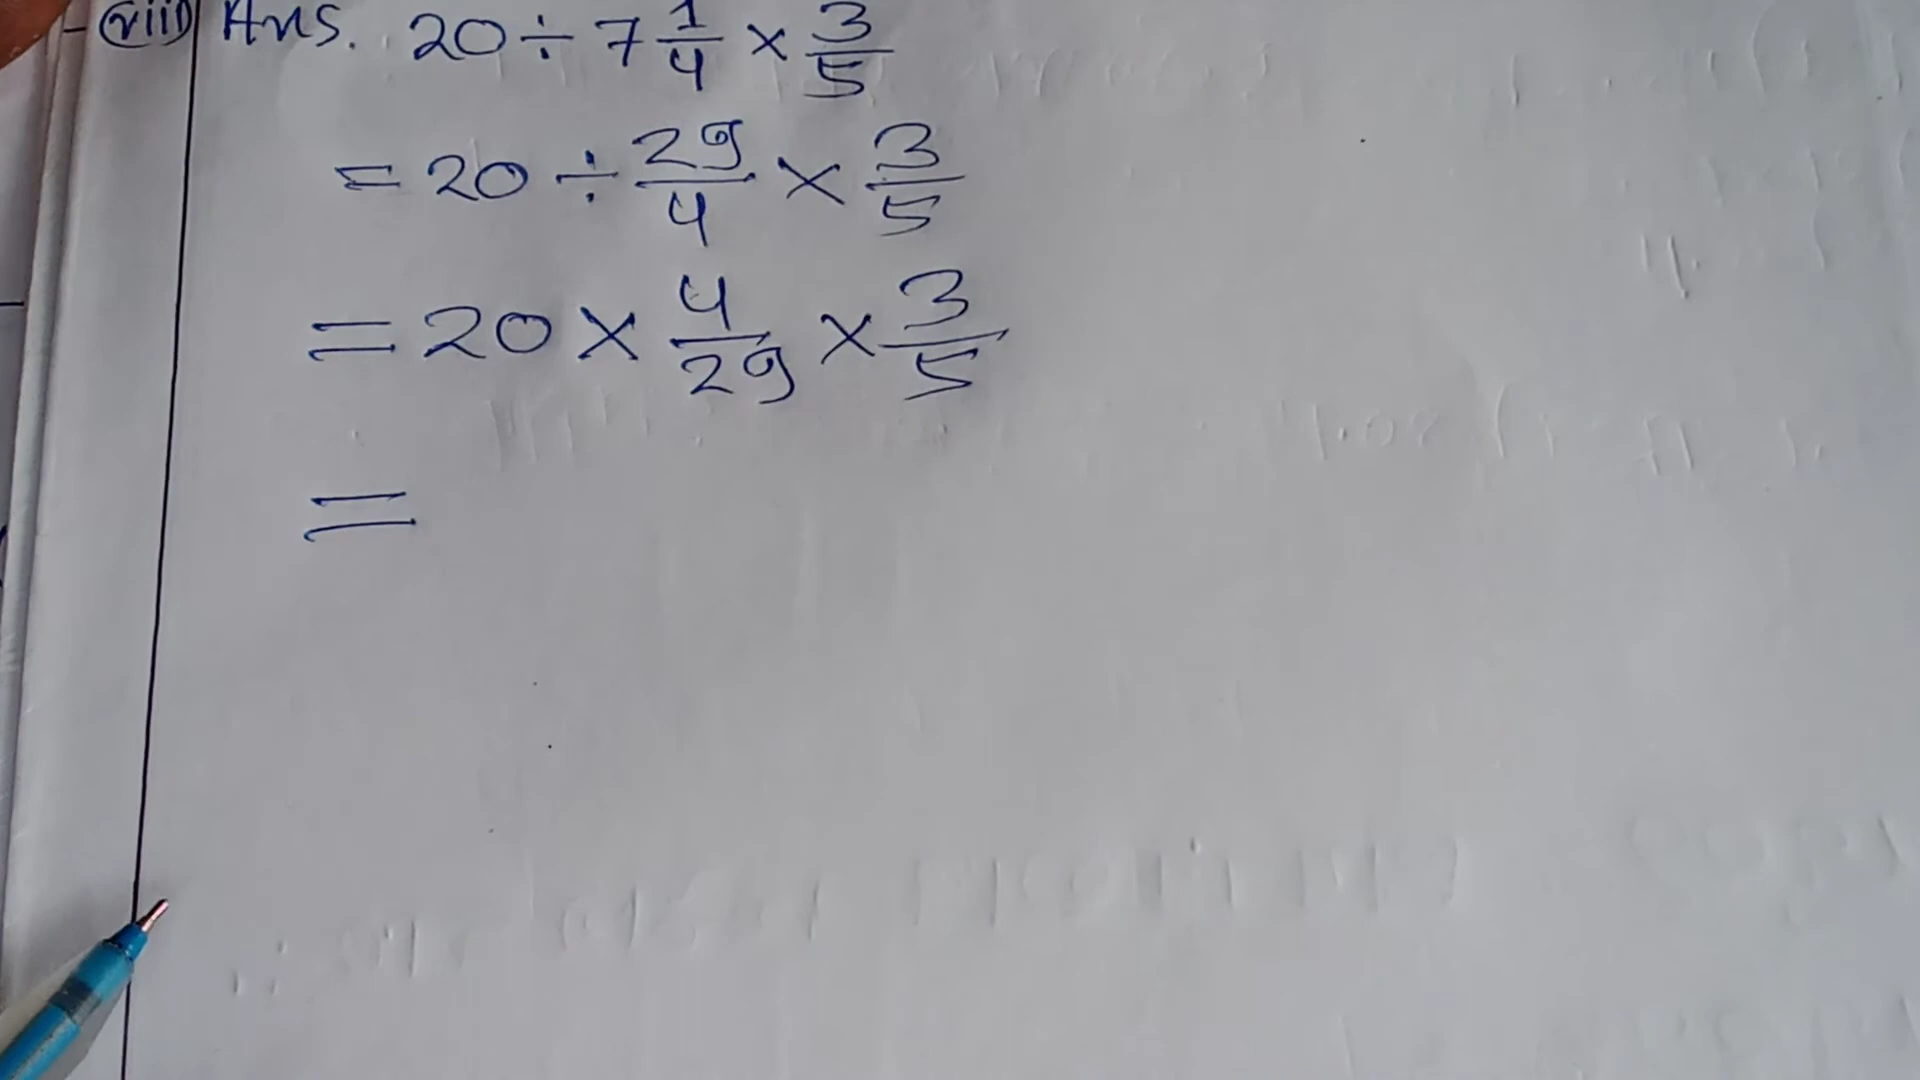 (viii) Ans. 20 ÷ 7 1/4 × 3/5
= 20 ÷ 29/4 × 3/5
= 20 × 4/29 × 3/5
=